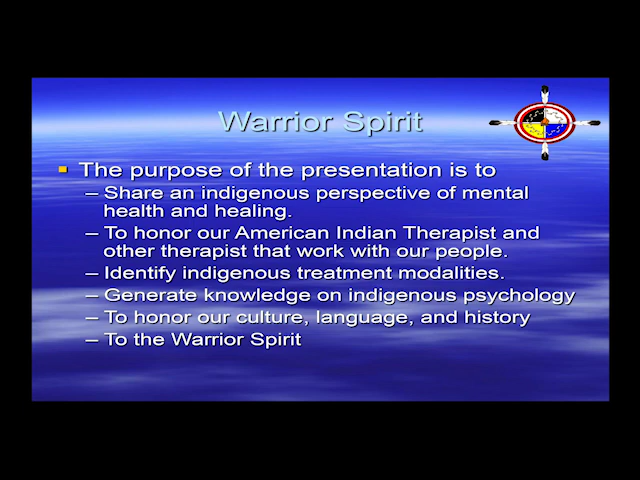 Warrior Spirit
The purpose of the presentation is to
– Share an indigenous perspective of mental
health and healing.
– To honor our American Indian Therapist and
other therapist that work with our people.
– Identify indigenous treatment modalities.
– Generate knowledge on indigenous psychology
– To honor our culture, language, and history
– To the Warrior Spirit